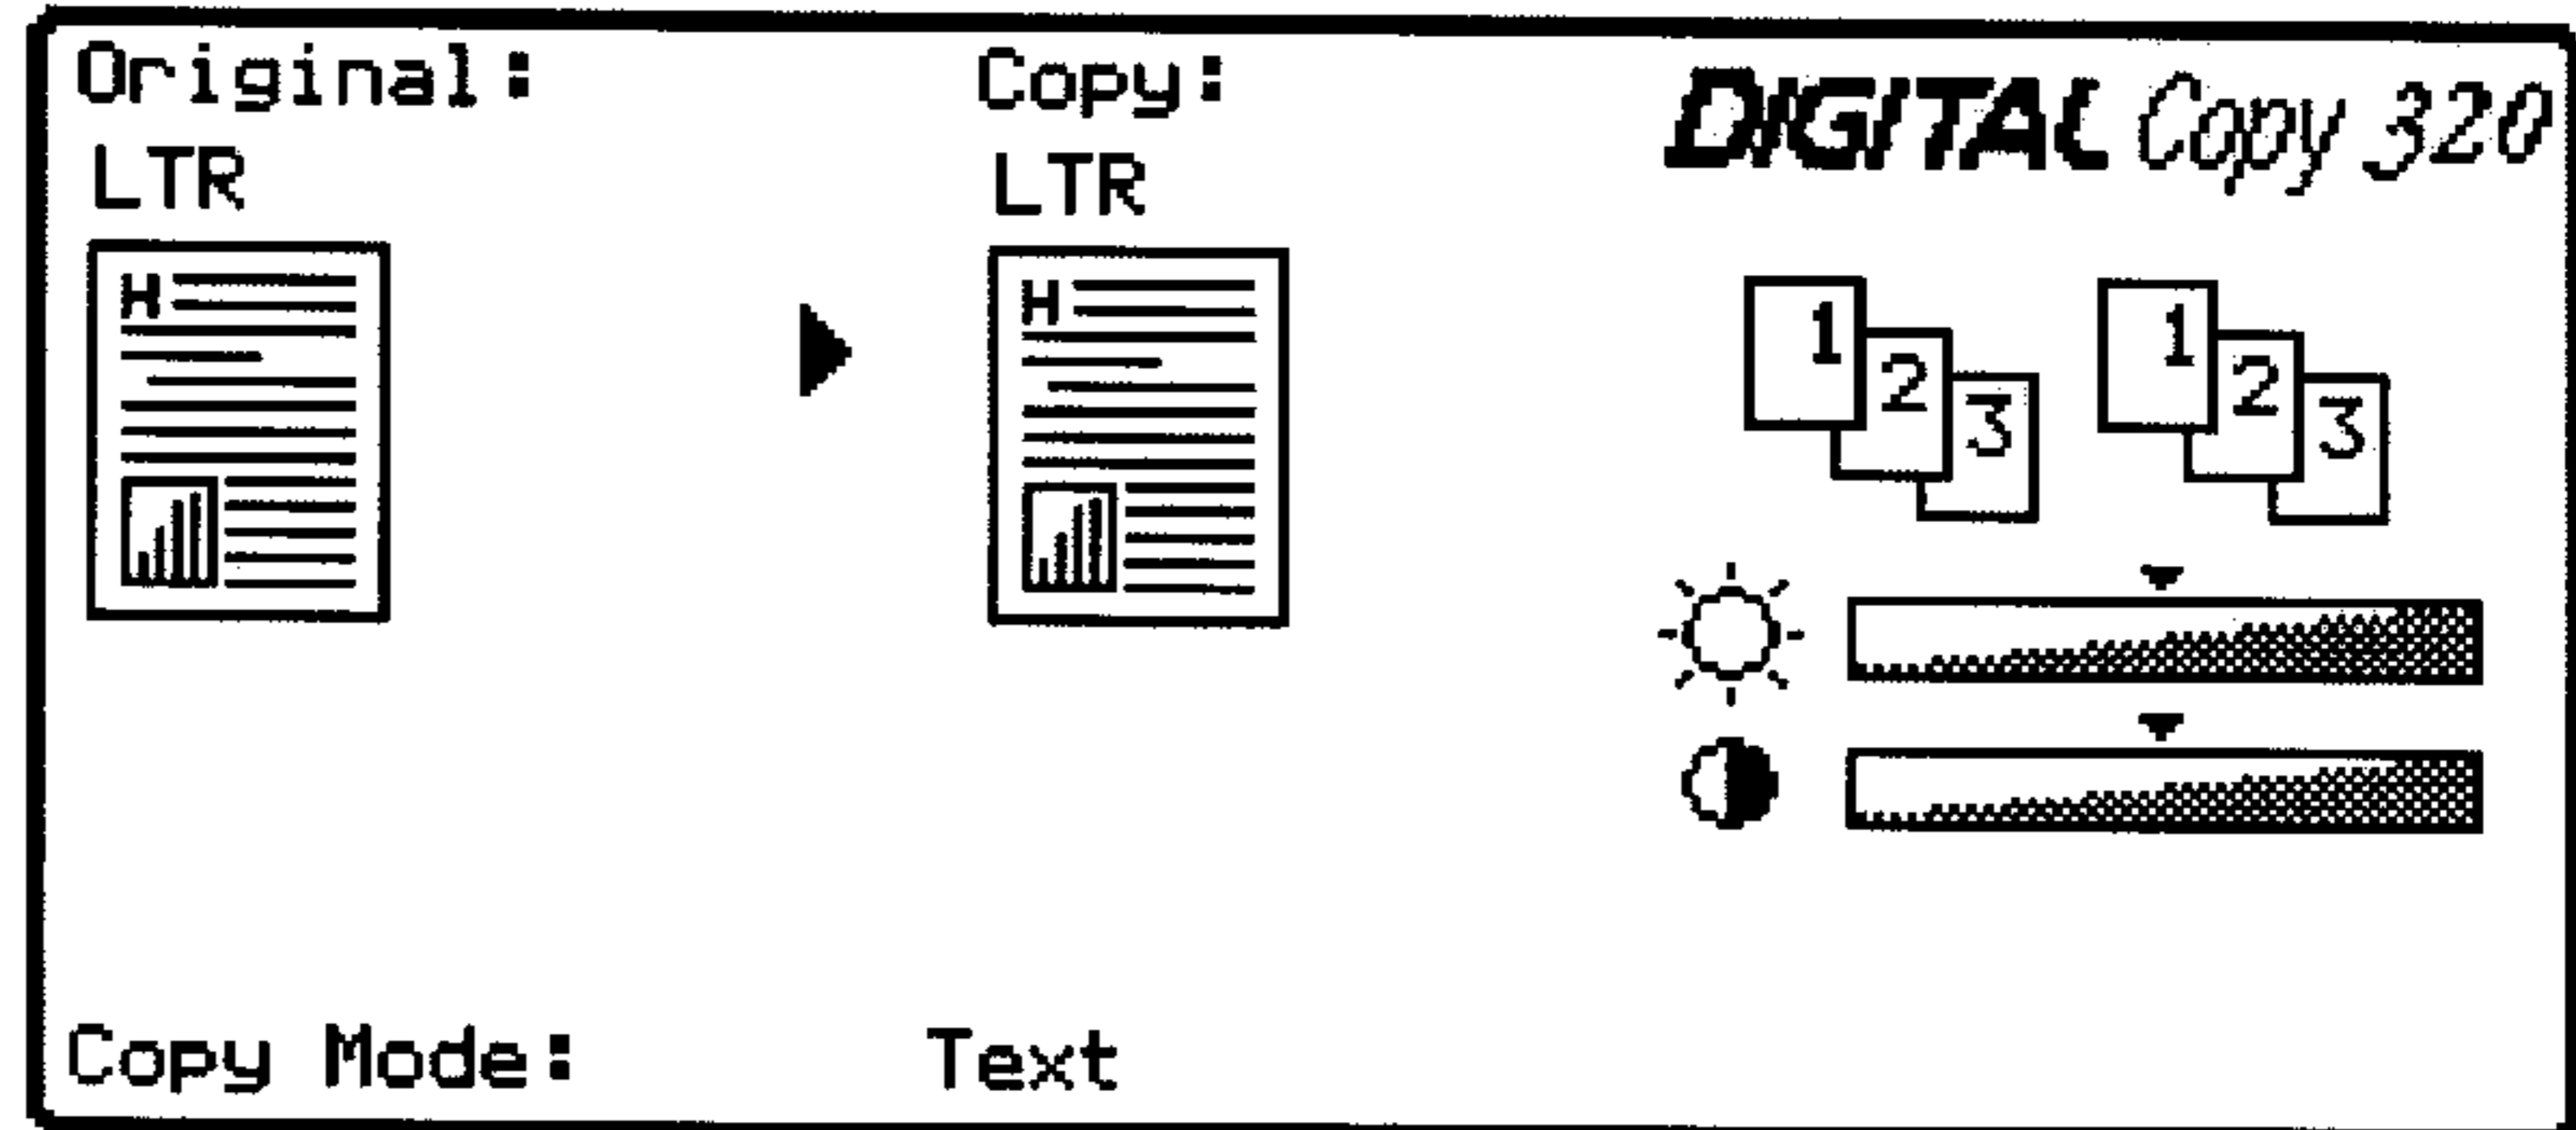 Original:
LTR
H
Copy:
LTR
H
DIGITAL Copy 320
1 2 3
1 2 3
Copy Mode: Text